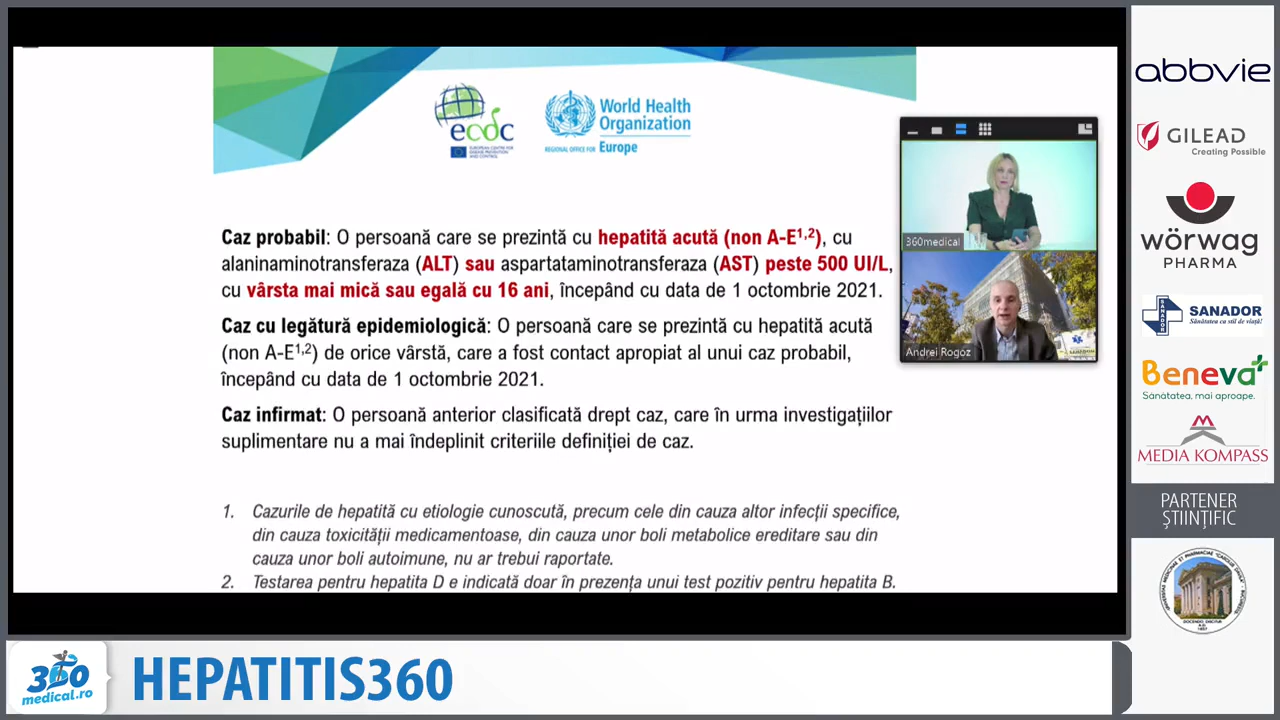 ecdc
EUROPEAN CENTRE FOR
DISEASE PREVENTION
AND CONTROL
World Health
Organization
REGIONAL OFFICE FOR Europe
Caz probabil: O persoană care se prezintă cu hepatită acută (non A-E1,2), cu
alaninaminotransferaza (ALT) sau aspartataminotransferaza (AST) peste 500 UI/L,
cu vârsta mai mică sau egală cu 16 ani, începând cu data de 1 octombrie 2021.
Caz cu legătură epidemiologică: O persoană care se prezintă cu hepatită acută
(non A-E1,2) de orice vârstă, care a fost contact apropiat al unui caz probabil,
începând cu data de 1 octombrie 2021.
Caz infirmat: O persoană anterior clasificată drept caz, care în urma investigațiilor
suplimentare nu a mai îndeplinit criteriile definiției de caz.
1. Cazurile de hepatită cu etiologie cunoscută, precum cele din cauza altor infecții specifice,
din cauza toxicității medicamentoase, din cauza unor boli metabolice ereditare sau din
cauza unor boli autoimune, nu ar trebui raportate.
2. Testarea pentru hepatita D e indicată doar în prezența unui test pozitiv pentru hepatita B.
360medical
Andrei Rogoz
abbvie
GILEAD
Creating Possible
wörwag
PHARMA
SANADOR
Sănătatea ca stil de viață!
Beneva+
Sănătatea, mai aproape.
MEDIA KOMPASS
PARTENER
ȘTIINȚIFIC
360
medical.ro
HEPATITIS360